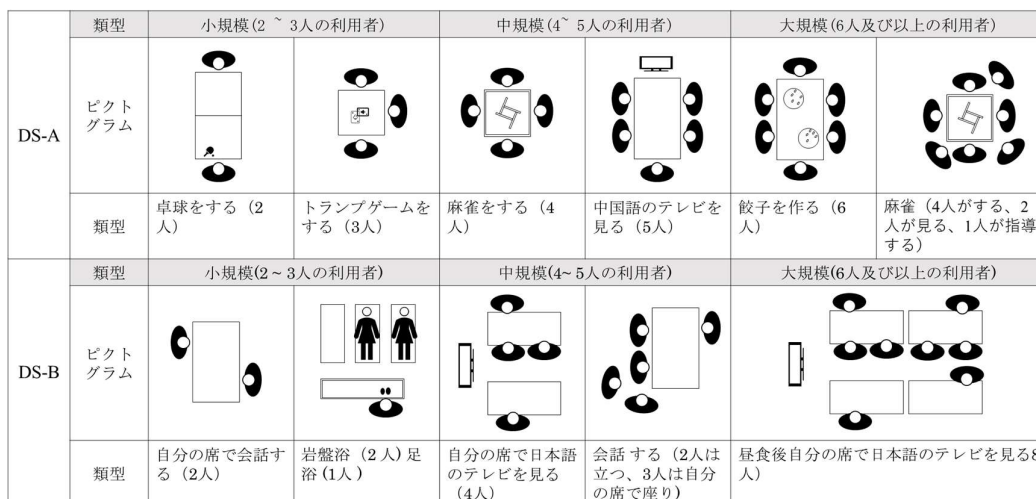 類型 小規模(2 ~ 3人の利用者) 中規模(4~ 5人の利用者) 大規模(6人及び以上の利用者)
DS-A
ピクト
グラム
類型
卓球をする（2
人）
トランプゲームを
する（3人）
麻雀をする（4
人）
中国語のテレビを
見る（5人）
餃子を作る（6
人）
麻雀（4人がする、2
人が見る、1人が指導
する）
類型 小規模(2 ~ 3人の利用者) 中規模(4~ 5人の利用者) 大規模(6人及び以上の利用者)
DS-B
ピクト
グラム
類型
自分の席で会話す
る（2人）
岩盤浴（2 人) 足
浴 (1人 )
自分の席で日本語
のテレビを見る
（4人）
会話 する（2人は
立つ、3人は自分
の席で座り)
昼食後自分の席で日本語のテレビを見る8
人）